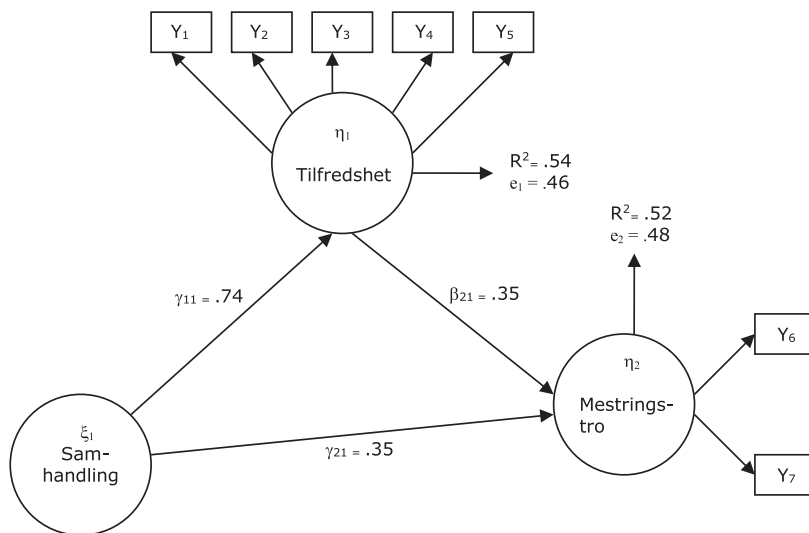 Y₁ Y₂ Y₃ Y₄ Y₅
η₁
Tilfredshet
R²= .54
e₁ = .46
R²= .52
e₂ = .48
γ₁₁ = .74
β₂₁ = .35
Y₆
η₂
Mestrings-
tro
ξ₁
Sam-
handling
γ₂₁ = .35
Y₇